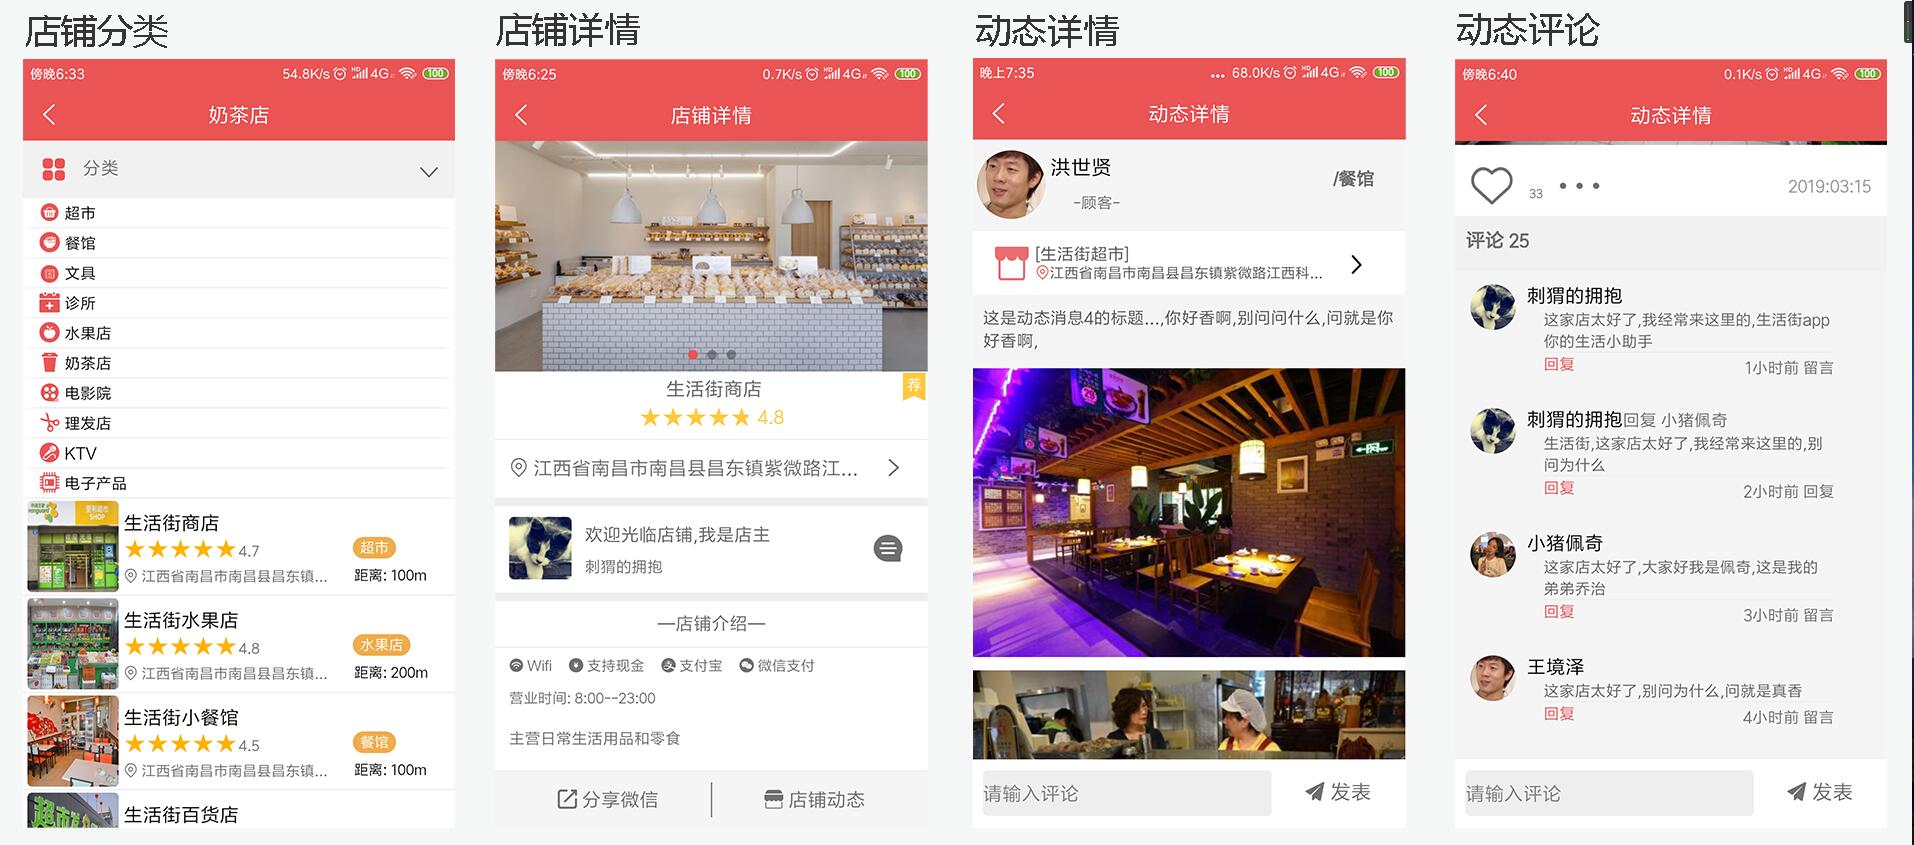 店铺分类
傍晚6:33
54.8K/s
HD
4G
100
奶茶店
分类
超市
餐馆
文具
诊所
水果店
奶茶店
电影院
理发店
KTV
电子产品
生活街商店
4.7
超市
江西省南昌市南昌县昌东镇...
距离: 100m
生活街水果店
4.8
水果店
江西省南昌市南昌县昌东镇...
距离: 200m
生活街小餐馆
4.5
餐馆
江西省南昌市南昌县昌东镇...
距离: 100m
生活街百货店
店铺详情
傍晚6:25
0.7K/s
HD
4G
100
店铺详情
荐
生活街商店
4.8
江西省南昌市南昌县昌东镇紫微路江...
欢迎光临店铺,我是店主
刺猬的拥抱
—店铺介绍—
Wifi 支持现金 支付宝 微信支付
营业时间: 8:00--23:00
主营日常生活用品和零食
分享微信
店铺动态
动态详情
晚上7:35
... 68.0K/s
HD
4G
100
动态详情
洪世贤
-顾客-
/餐馆
[生活街超市]
江西省南昌市南昌县昌东镇紫微路江西科...
这是动态消息4的标题...,你好香啊,别问问什么,问就是你
好香啊,
请输入评论
发表
动态评论
傍晚6:40
0.1K/s
HD
4G
100
动态详情
33
2019:03:15
评论 25
刺猬的拥抱
这家店太好了,我经常来这里的,生活街app
你的生活小助手
回复
1小时前 留言
刺猬的拥抱回复 小猪佩奇
生活街,这家店太好了,我经常来这里的,别
问为什么
回复
2小时前 回复
小猪佩奇
这家店太好了,大家好我是佩奇,这是我的
弟弟乔治
回复
3小时前 留言
王境泽
这家店太好了,别问为什么,问就是真香
回复
4小时前 留言
请输入评论
发表